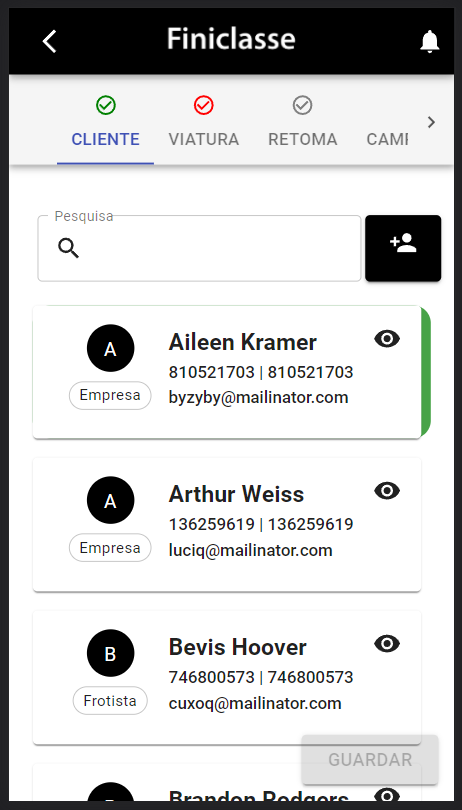 Finiclasse
CLIENTE VIATURA RETOMA CAMP
Pesquisa
A
Aileen Kramer
810521703 | 810521703
Empresa
byzyby@mailinator.com
A
Arthur Weiss
136259619 | 136259619
Empresa
luciq@mailinator.com
B
Bevis Hoover
746800573 | 746800573
Frotista
cuxoq@mailinator.com
GUARDAR
B
Brandon Rodgers